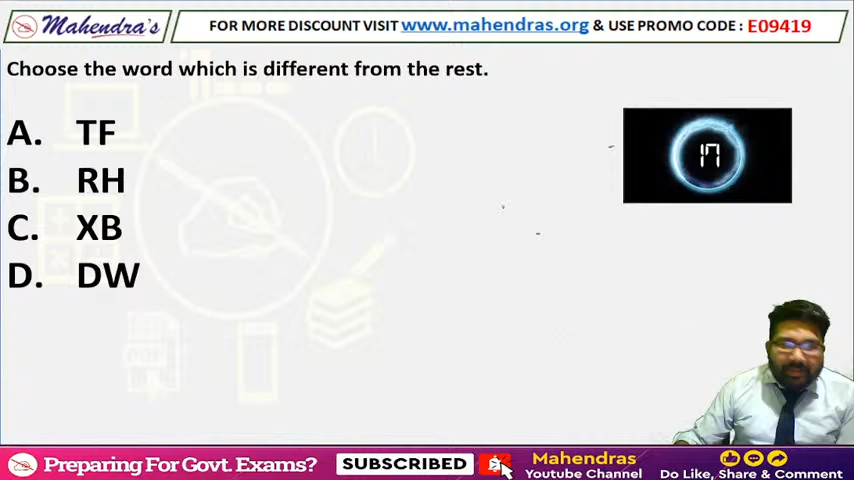 Mahendra's
FOR MORE DISCOUNT VISIT www.mahendras.org & USE PROMO CODE : E09419
Choose the word which is different from the rest.
A. TF
B. RH
C. XB
D. DW
17
Preparing For Govt. Exams?
SUBSCRIBED
Mahendras
Youtube Channel
Do Like, Share & Comment